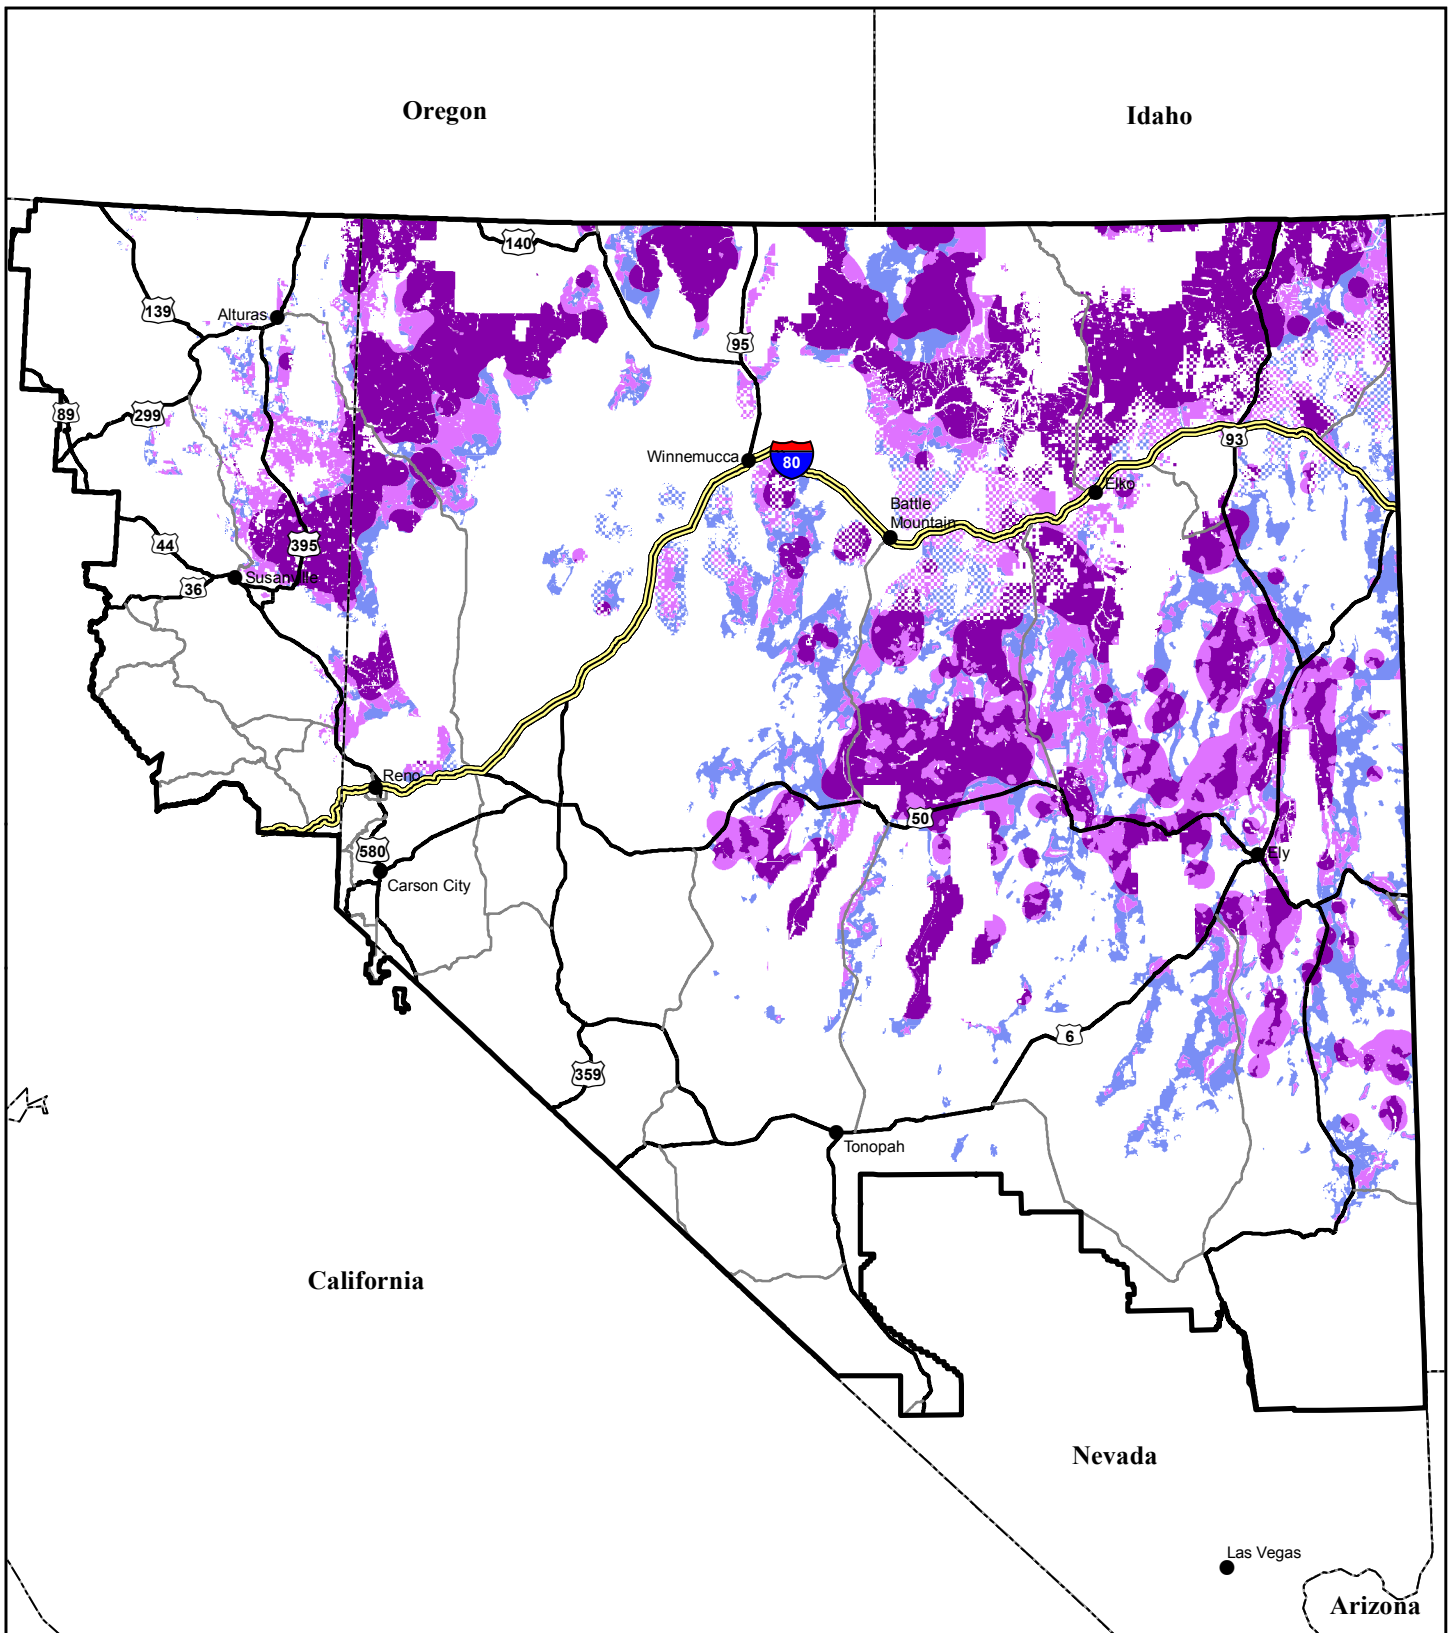 Oregon
Idaho
140
139
Alturas
95
89
299
93
Winnemucca
80
Elko
Battle
Mountain
44
395
36
Susanville
Reno
50
580
Ely
Carson City
6
359
Tonopah
California
Nevada
Las Vegas
Arizona